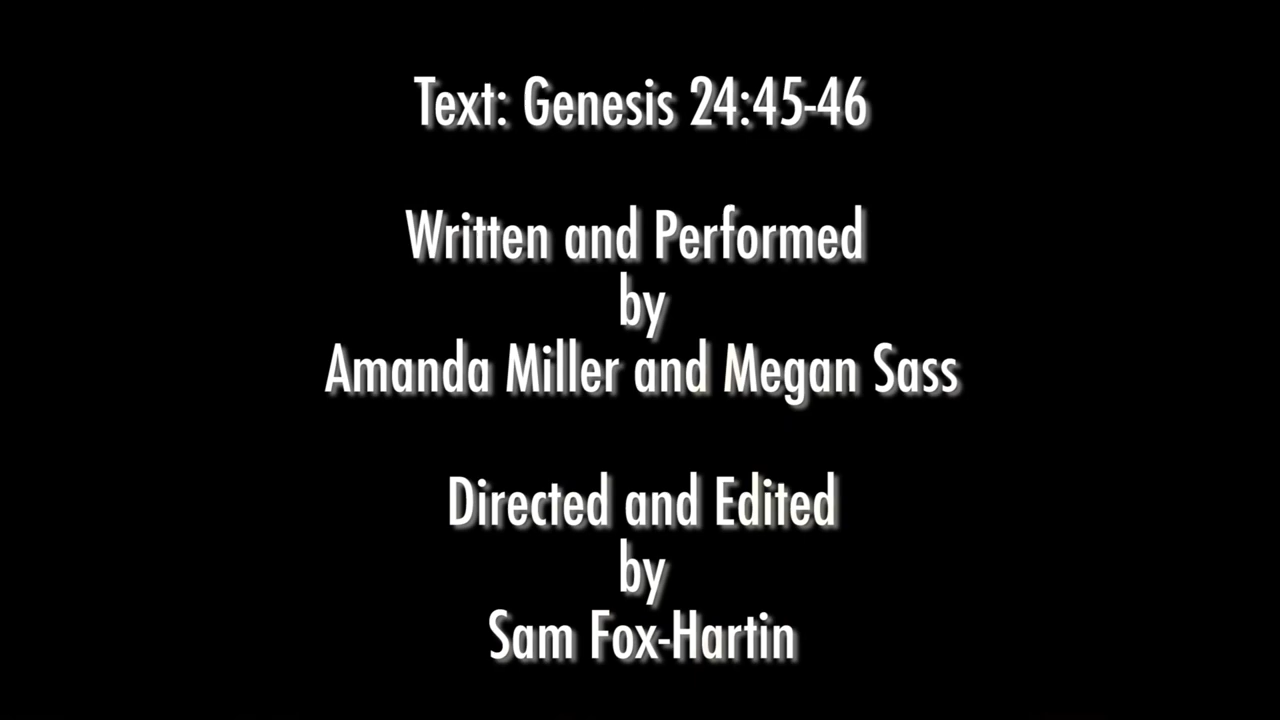 Text: Genesis 24:45-46
Written and Performed
by
Amanda Miller and Megan Sass
Directed and Edited
by
Sam Fox-Hartin